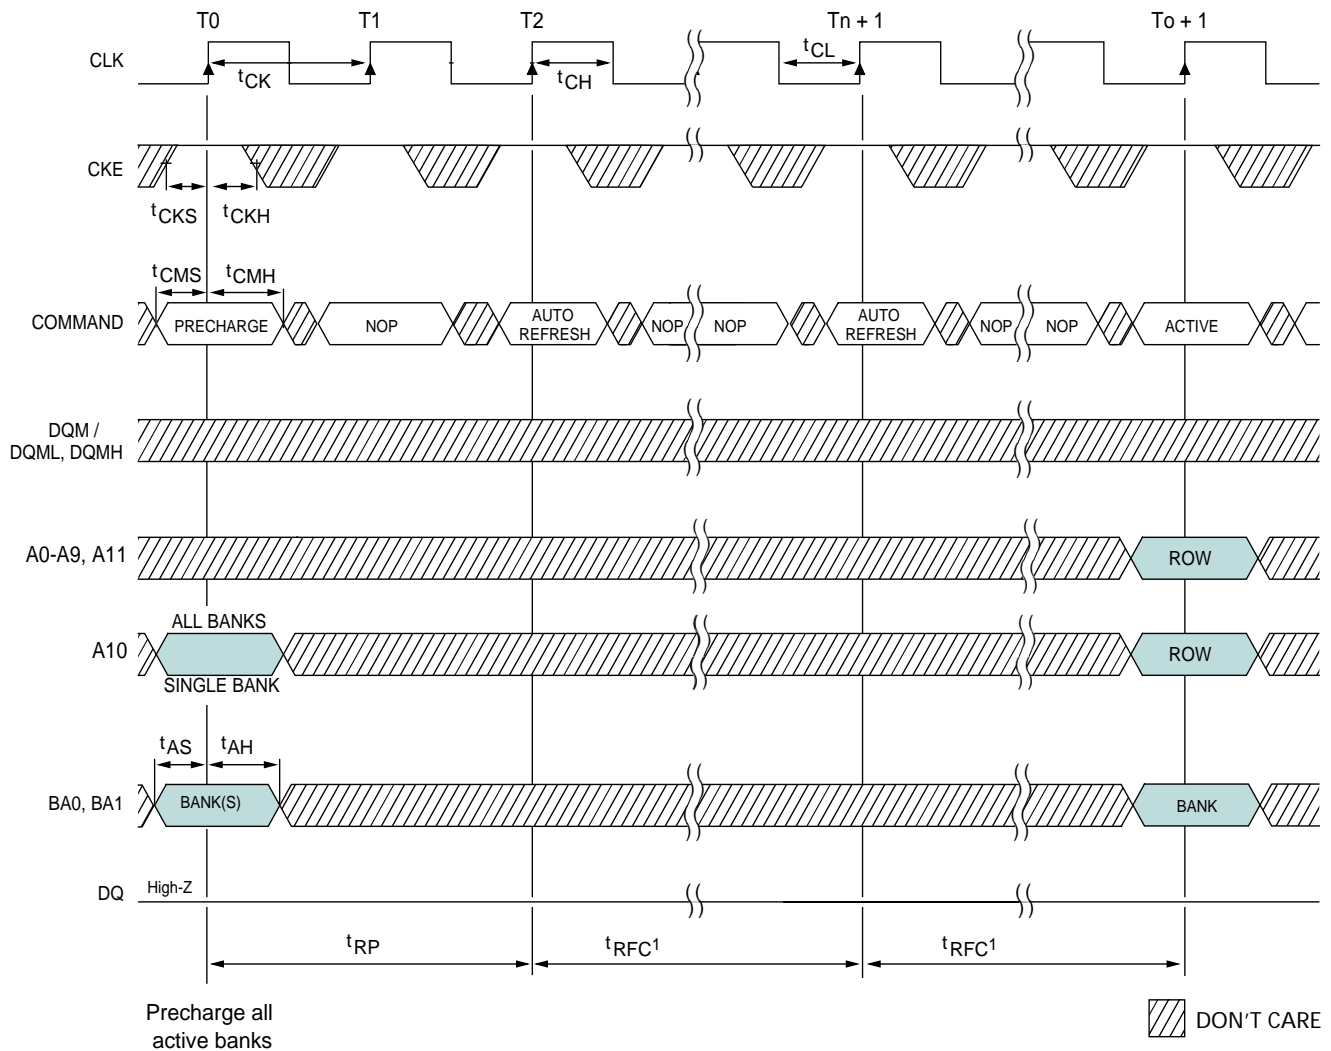 T0 T1 T2 Tn + 1 To + 1
CLK
tCK tCH tCL
CKE
tCKS tCKH
tCMS tCMH
COMMAND PRECHARGE NOP AUTO REFRESH NOP NOP AUTO REFRESH NOP NOP ACTIVE
DQM /
DQML, DQMH
A0-A9, A11 ROW
ALL BANKS
A10 ROW
SINGLE BANK
tAS tAH
BA0, BA1 BANK(S) BANK
DQ High-Z
tRP tRFC1 tRFC1
Precharge all
active banks
DON'T CARE